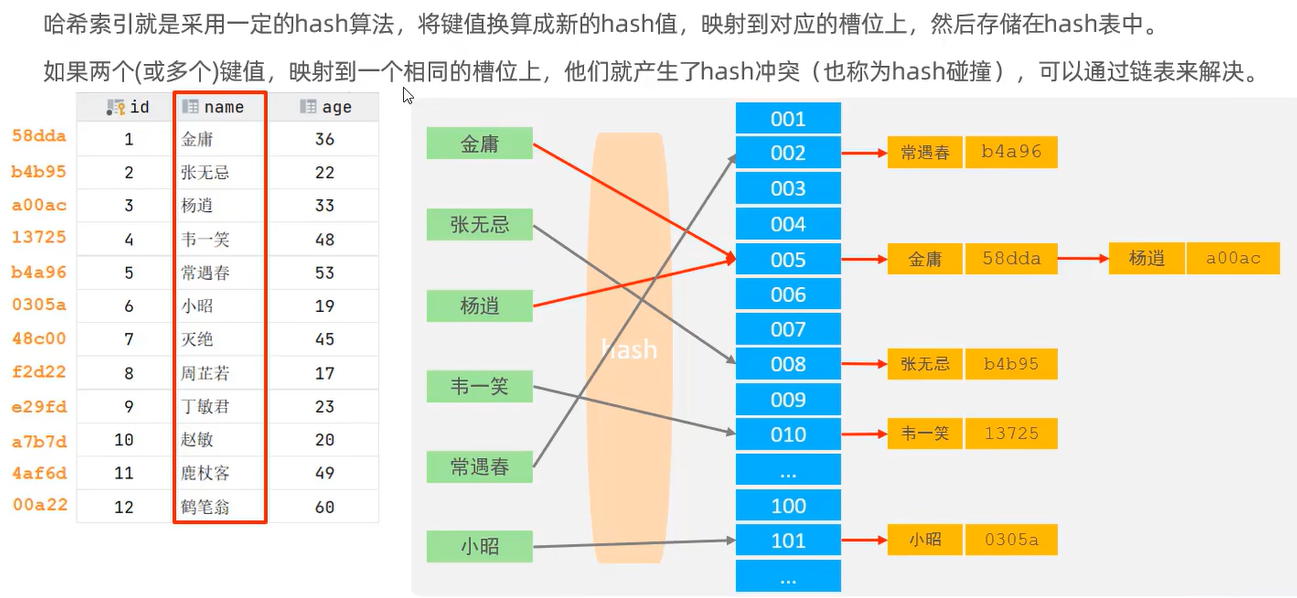 哈希索引就是采用一定的hash算法，将键值换算成新的hash值，映射到对应的槽位上，然后存储在hash表中。
如果两个(或多个)键值，映射到一个相同的槽位上，他们就产生了hash冲突（也称为hash碰撞），可以通过链表来解决。
id name age
58dda 1 金庸 36
b4b95 2 张无忌 22
a00ac 3 杨逍 33
13725 4 韦一笑 48
b4a96 5 常遇春 53
0305a 6 小昭 19
48c00 7 灭绝 45
f2d22 8 周芷若 17
e29fd 9 丁敏君 23
a7b7d 10 赵敏 20
4af6d 11 鹿杖客 49
00a22 12 鹤笔翁 60
金庸
张无忌
杨逍
韦一笑
常遇春
小昭
hash
001
002 常遇春 b4a96
003
004
005 金庸 58dda 杨逍 a00ac
006
007
008 张无忌 b4b95
009
010 韦一笑 13725
...
100
101 小昭 0305a
...